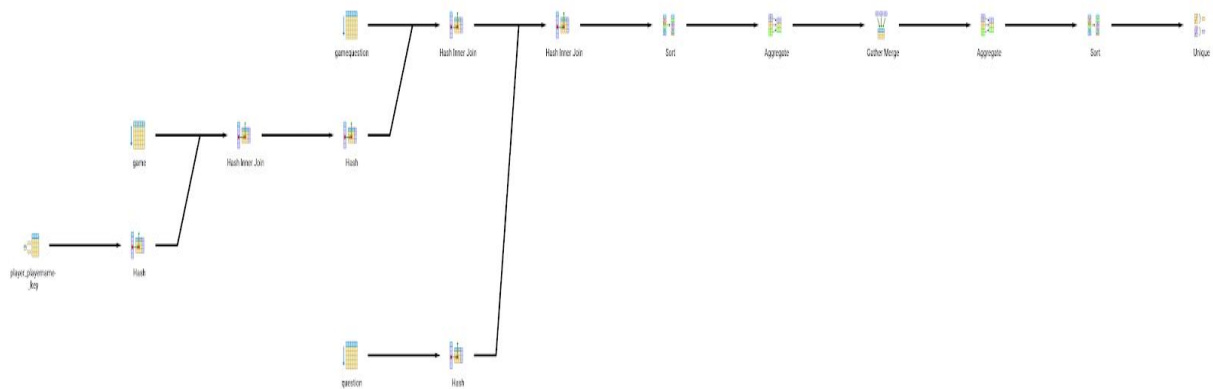 gamequestion
Hash Inner Join
Hash Inner Join
Sort
Aggregate
Gather Merge
Aggregate
Sort
Unique
game
Hash Inner Join
Hash
player_playername
_key
Hash
question
Hash